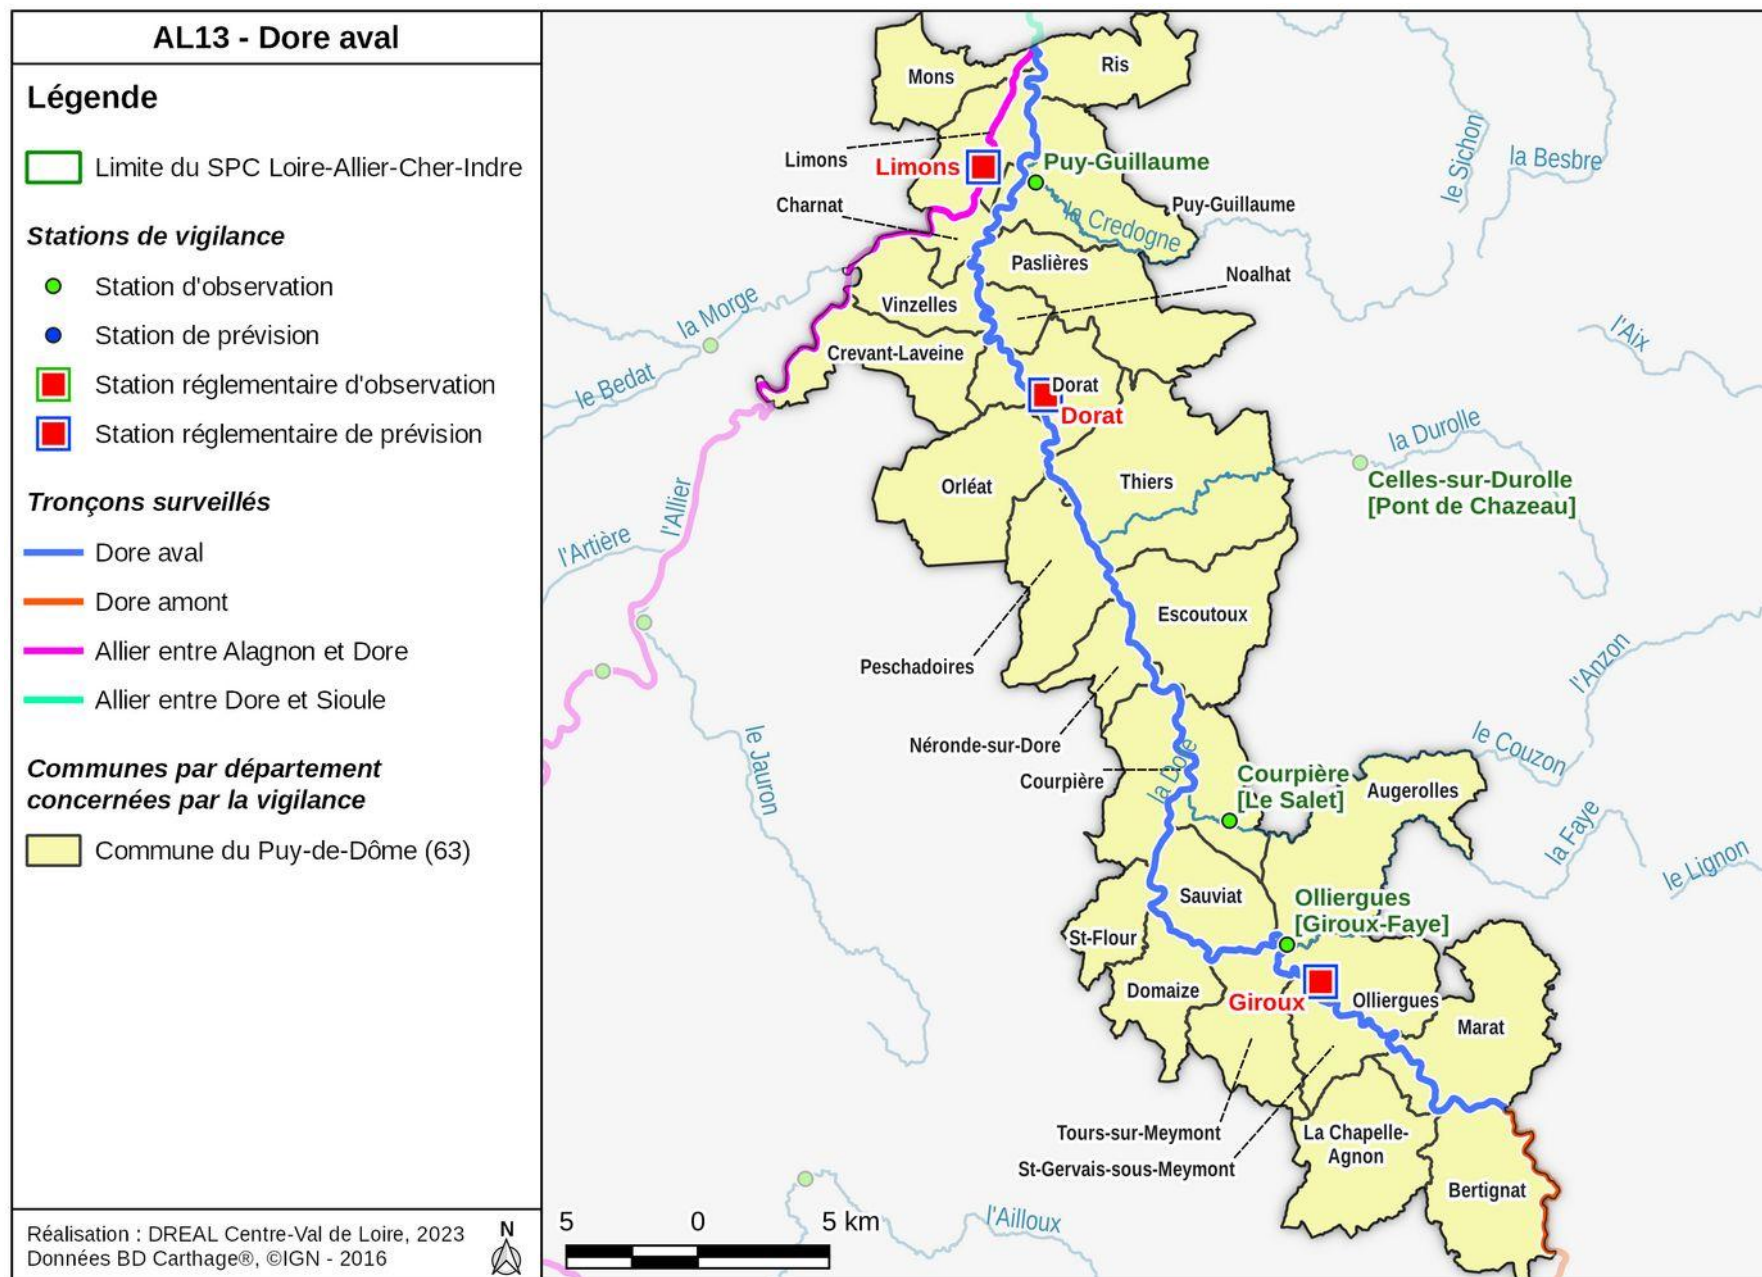 AL13 - Dore aval
Légende
Limite du SPC Loire-Allier-Cher-Indre
Stations de vigilance
Station d'observation
Station de prévision
Station réglementaire d'observation
Station réglementaire de prévision
Tronçons surveillés
Dore aval
Dore amont
Allier entre Alagnon et Dore
Allier entre Dore et Sioule
Communes par département
concernées par la vigilance
Commune du Puy-de-Dôme (63)
Réalisation : DREAL Centre-Val de Loire, 2023
Données BD Carthage®, ©IGN - 2016
N
Mons
Ris
Limons
Limons
Puy-Guillaume
le Sichon
la Besbre
Charnat
Puy-Guillaume
la Credogne
Paslières
Noalhat
la Morge
Vinzelles
l'Aix
Crevant-Laveine
le Bedat
Dorat
Dorat
la Durolle
Orléat
Thiers
Celles-sur-Durolle
[Pont de Chazeau]
l'Allier
l'Artière
Escoutoux
Peschadoires
l'Anzon
Néronde-sur-Dore
le Couzon
le Jauron
Courpière
la Dore
Courpière
[Le Salet]
Augerolles
la Faye
le Lignon
Sauviat
Olliergues
[Giroux-Faye]
St-Flour
Domaize
Giroux
Olliergues
Marat
Tours-sur-Meymont
La Chapelle-
Agnon
St-Gervais-sous-Meymont
Bertignat
l'Ailloux
5 0 5 km